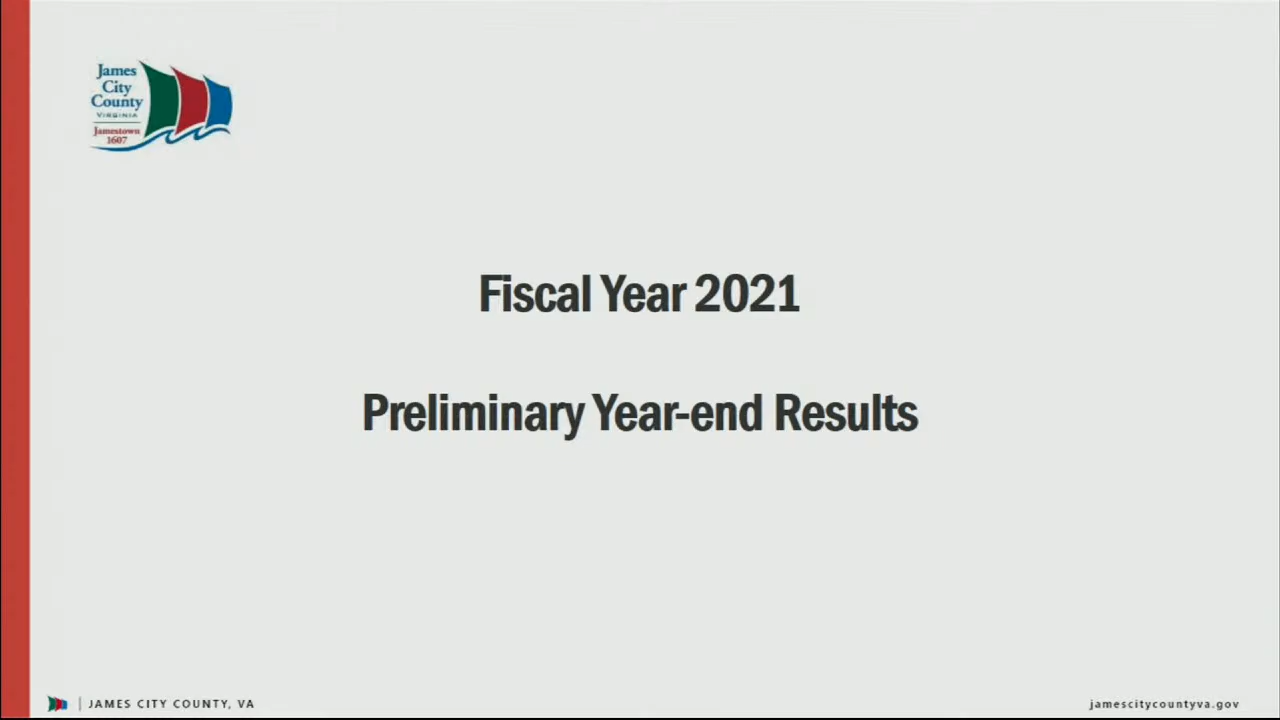 James
City
County
VIRGINIA
Jamestown
1607
Fiscal Year 2021
Preliminary Year-end Results
JAMES CITY COUNTY, VA
jamescitycountyva.gov